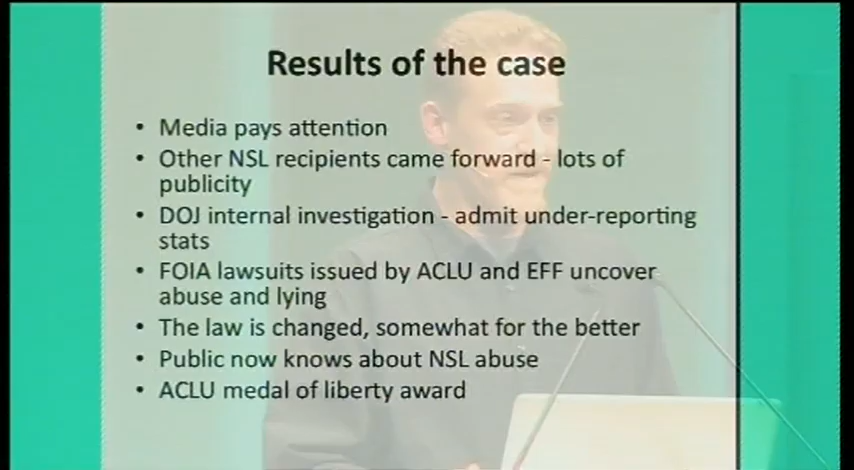 Results of the case
• Media pays attention
• Other NSL recipients came forward - lots of
publicity
• DOJ internal investigation - admit under-reporting
stats
• FOIA lawsuits issued by ACLU and EFF uncover
abuse and lying
• The law is changed, somewhat for the better
• Public now knows about NSL abuse
• ACLU medal of liberty award